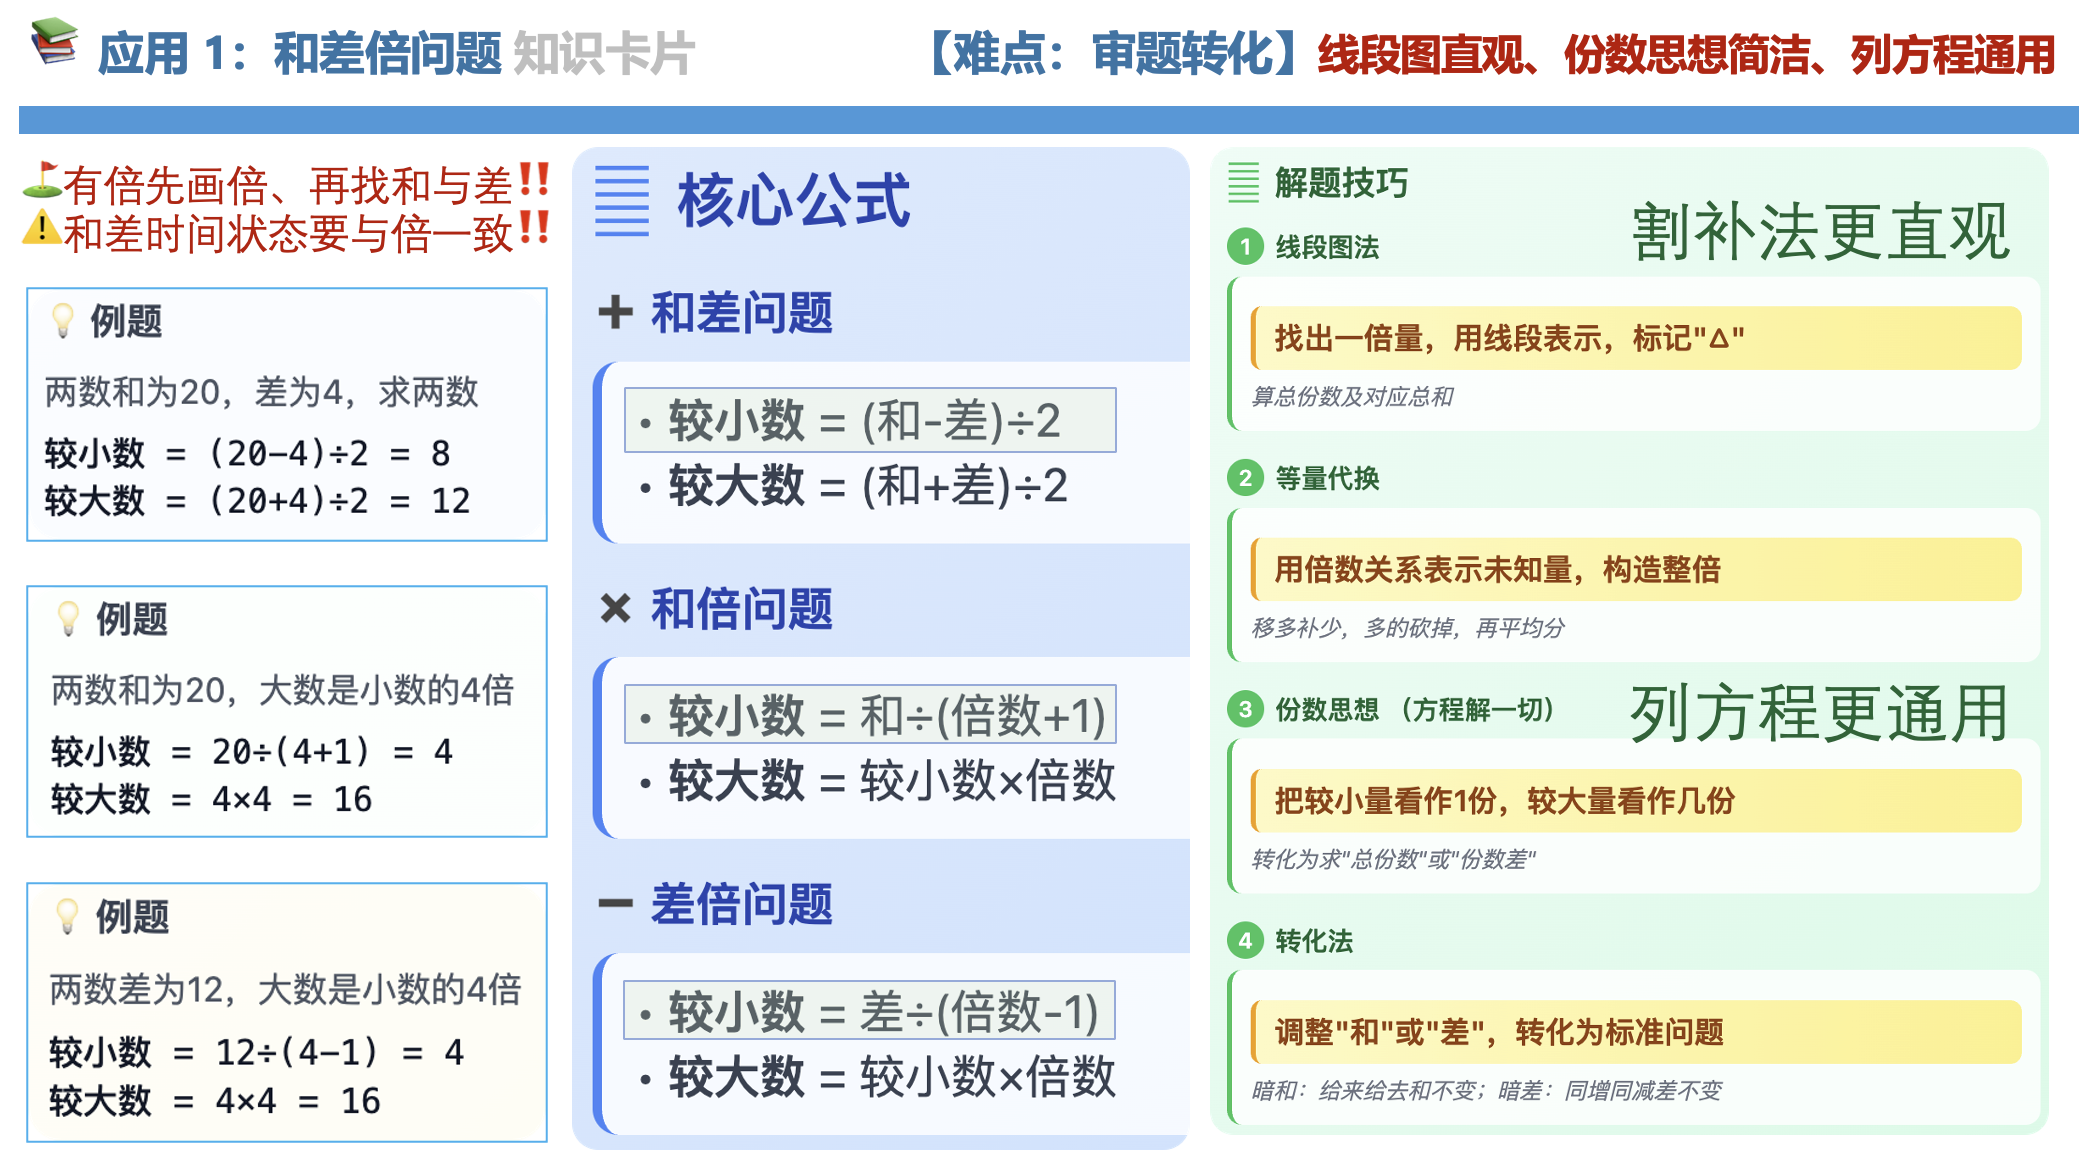 应用 1：和差倍问题 知识卡片
【难点：审题转化】线段图直观、份数思想简洁、列方程通用
有倍先画倍、再找和与差‼
和差时间状态要与倍一致‼
例题
两数和为20，差为4，求两数
较小数 = (20−4)÷2 = 8
较大数 = (20+4)÷2 = 12
例题
两数和为20，大数是小数的4倍
较小数 = 20÷(4+1) = 4
较大数 = 4×4 = 16
例题
两数差为12，大数是小数的4倍
较小数 = 12÷(4−1) = 4
较大数 = 4×4 = 16
核心公式
+ 和差问题
• 较小数 = (和-差)÷2
• 较大数 = (和+差)÷2
× 和倍问题
• 较小数 = 和÷(倍数+1)
• 较大数 = 较小数×倍数
− 差倍问题
• 较小数 = 差÷(倍数-1)
• 较大数 = 较小数×倍数
解题技巧
割补法更直观
1 线段图法
找出一倍量，用线段表示，标记"Δ"
算总份数及对应总和
2 等量代换
用倍数关系表示未知量，构造整倍
移多补少，多的砍掉，再平均分
3 份数思想 （方程解一切）
列方程更通用
把较小量看作1份，较大量看作几份
转化为求"总份数"或"份数差"
4 转化法
调整"和"或"差"，转化为标准问题
暗和：给来给去和不变；暗差：同增同减差不变